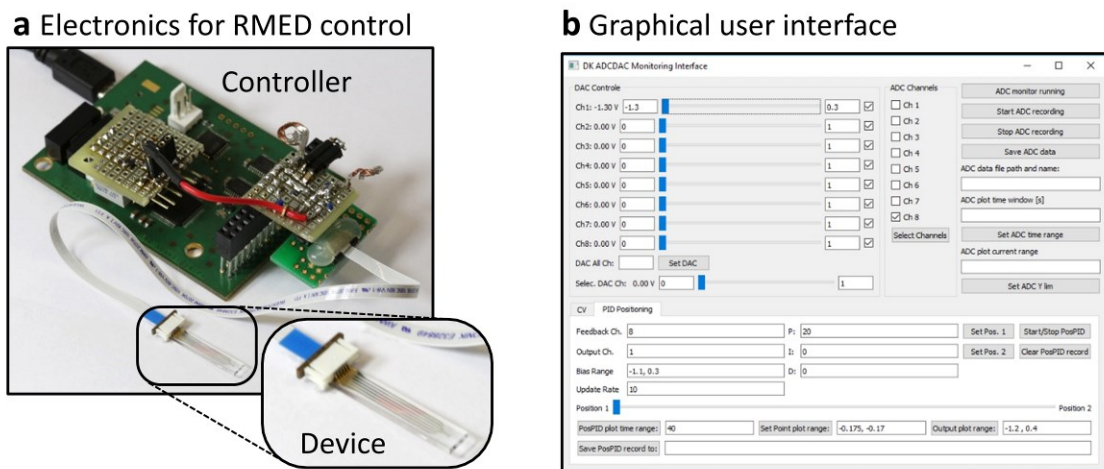 a Electronics for RMED control
Controller
Device
b Graphical user interface
DK ADCDAC Monitoring Interface
DAC Controle
Ch1: -1.30 V -1.3 0.3
Ch2: 0.00 V 0 1
Ch3: 0.00 V 0 1
Ch4: 0.00 V 0 1
Ch5: 0.00 V 0 1
Ch6: 0.00 V 0 1
Ch7: 0.00 V 0 1
Ch8: 0.00 V 0 1
DAC All Ch: Set DAC
Selec. DAC Ch: 0.00 V 0 1
ADC Channels
Ch 1
Ch 2
Ch 3
Ch 4
Ch 5
Ch 6
Ch 7
Ch 8
Select Channels
ADC monitor running
Start ADC recording
Stop ADC recording
Save ADC data
ADC data file path and name:
ADC plot time window [s]
Set ADC time range
ADC plot current range
Set ADC Y lim
CV PID Positioning
Feedback Ch. 8 P: 20 Set Pos. 1 Start/Stop PosPID
Output Ch. 1 I: 0 Set Pos. 2 Clear PosPID record
Bias Range -1.1, 0.3 D: 0
Update Rate 10
Position 1 Position 2
PosPID plot time range: 40 Set Point plot range: -0.175, -0.17 Output plot range: -1.2 , 0.4
Save PosPID record to: